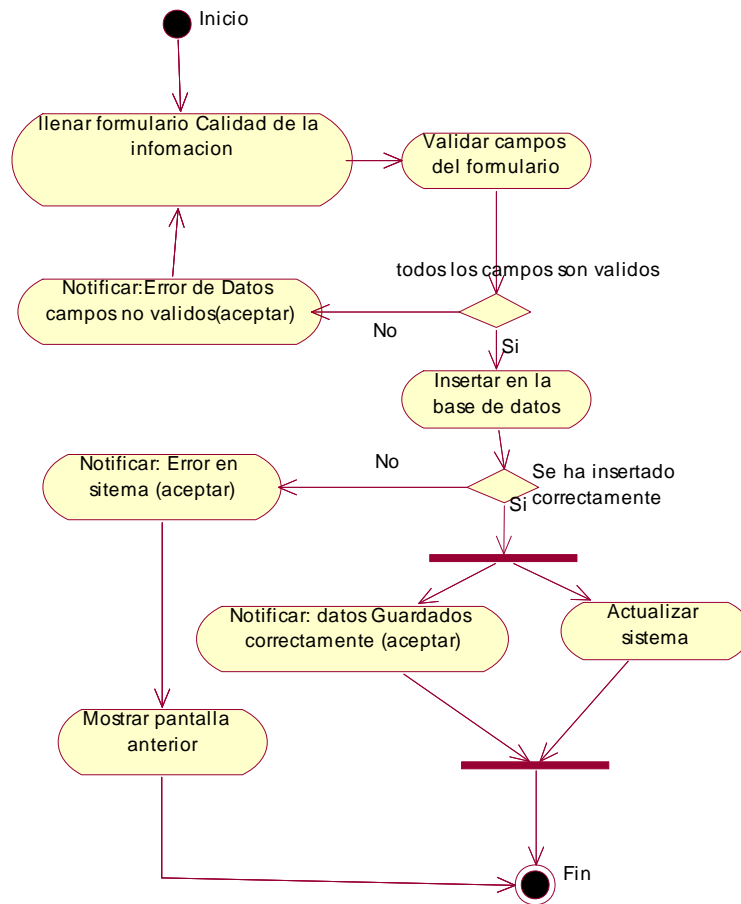 Inicio
llenar formulario Calidad de la
infomacion
Validar campos
del formulario
todos los campos son validos
Notificar:Error de Datos
campos no validos(aceptar)
No
Si
Insertar en la
base de datos
Notificar: Error en
sitema (aceptar)
No
Se ha insertado
correctamente
Si
Notificar: datos Guardados
correctamente (aceptar)
Actualizar
sistema
Mostrar pantalla
anterior
Fin